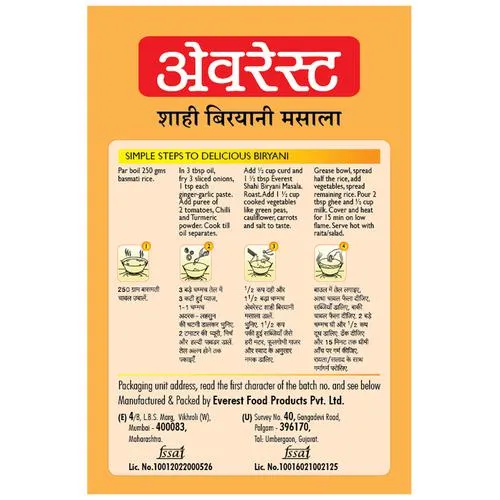 अेवरेस्ट
शाही बिरयानी मसाला
SIMPLE STEPS TO DELICIOUS BIRYANI
Par boil 250 gms
basmati rice.
In 3 tbsp oil,
fry 3 sliced onions,
1 tsp each
ginger-garlic paste.
Add puree of
2 tomatoes, Chilli
and Turmeric
powder. Cook till
oil separates.
Add ½ cup curd and
1 ½ tbsp Everest
Shahi Biryani Masala.
Roast. Add 1 ½ cup
cooked vegetables
like green peas,
cauliflower, carrots
and salt to taste.
Grease bowl, spread
half the rice, add
vegetables, spread
remaining rice. Pour 2
tbsp ghee and ½ cup
milk. Cover and heat
for 15 min on low
flame. Serve hot with
raita/salad.
1
2
3
4
250 ग्राम बासमती
चावल उबालें.
3 बड़े चम्मच तेल में
3 कटी हुई प्याज,
1-1 चम्मच
अदरक - लहसुन
की चटनी डालकर भुनिए.
2 टमाटर की प्युरी, मिर्च
और हल्दी पावडर डालें.
तेल अलग होने तक
पकाइएँ
1/2 कप दही और
1 1/2 बड़ा चम्मच
अेवरेस्ट शाही बिरयानी
मसाला डालें.
भुनिए. 1 1/2 कप
पकी हुई सब्जियाँ जैसे
हरी मटर, फूलगोभी गाजर
और स्वाद के अनुसार
नमक डालिए.
बाउल में तेल लगाइए,
आधा चावल फैला दीजिए,
सब्जियाँ डालिए, बाकी
चावल फैला दीजिए. 2 बड़े
चम्मच घी और 1/2 कप
दूध डालिए. ढँक दीजिए
और 15 मिनट तक धीमी
आँच पर गर्म कीजिए.
रायता/सलाद के साथ
गर्मागर्म परोसिए.
Packaging unit address, read the first character of the batch no. and see below
Manufactured & Packed by Everest Food Products Pvt. Ltd.
(E) 4/B, L.B.S. Marg, Vikhroli (W),
Mumbai - 400083,
Maharashtra.
fssai
Lic. No.10012022000526
(U) Survey No. 40, Gangadevi Road,
Palgam - 396170,
Tal: Umbergaon, Gujarat.
fssai
Lic. No.10016021002125